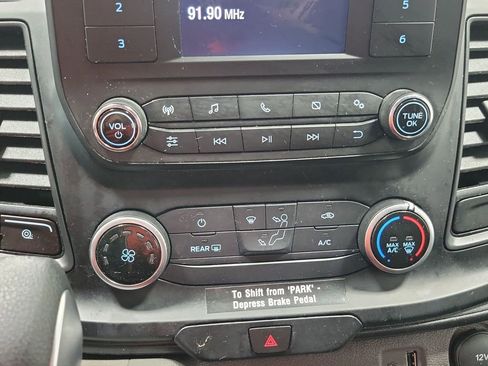 91.90 MHz
2
3
5
6
VOL
TUNE
OK
REAR
A/C
MAX
A/C
MAX
To Shift from 'PARK' -
Depress Brake Pedal
12V